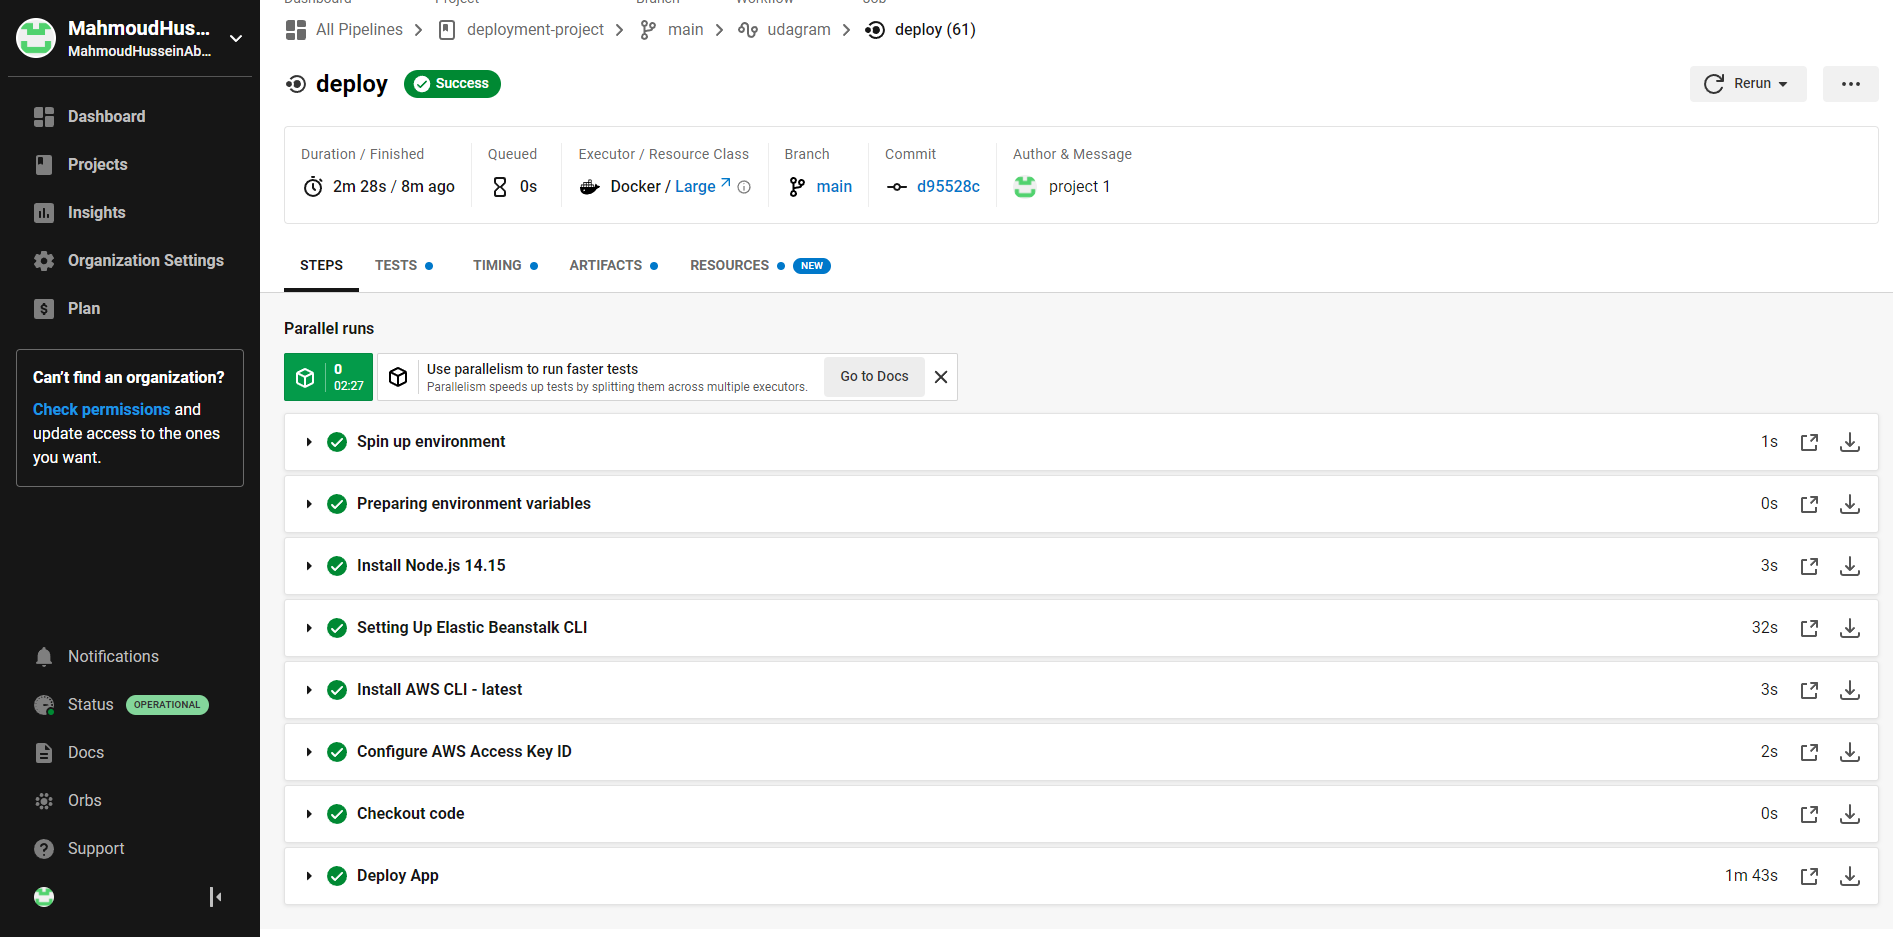 MahmoudHus...
MahmoudHusseinAb...
Dashboard
Projects
Insights
Organization Settings
Plan
Can't find an organization?
Check permissions and
update access to the ones
you want.
Notifications
Status OPERATIONAL
Docs
Orbs
Support
Dashboard Project Branch Workflow Job
All Pipelines deployment-project main udagram deploy (61)
deploy Success
Rerun
Duration / Finished Queued Executor / Resource Class Branch Commit Author & Message
2m 28s / 8m ago 0s Docker / Large main d95528c project 1
STEPS TESTS TIMING ARTIFACTS RESOURCES NEW
Parallel runs
0
02:27
Use parallelism to run faster tests
Parallelism speeds up tests by splitting them across multiple executors.
Go to Docs
Spin up environment 1s
Preparing environment variables 0s
Install Node.js 14.15 3s
Setting Up Elastic Beanstalk CLI 32s
Install AWS CLI - latest 3s
Configure AWS Access Key ID 2s
Checkout code 0s
Deploy App 1m 43s